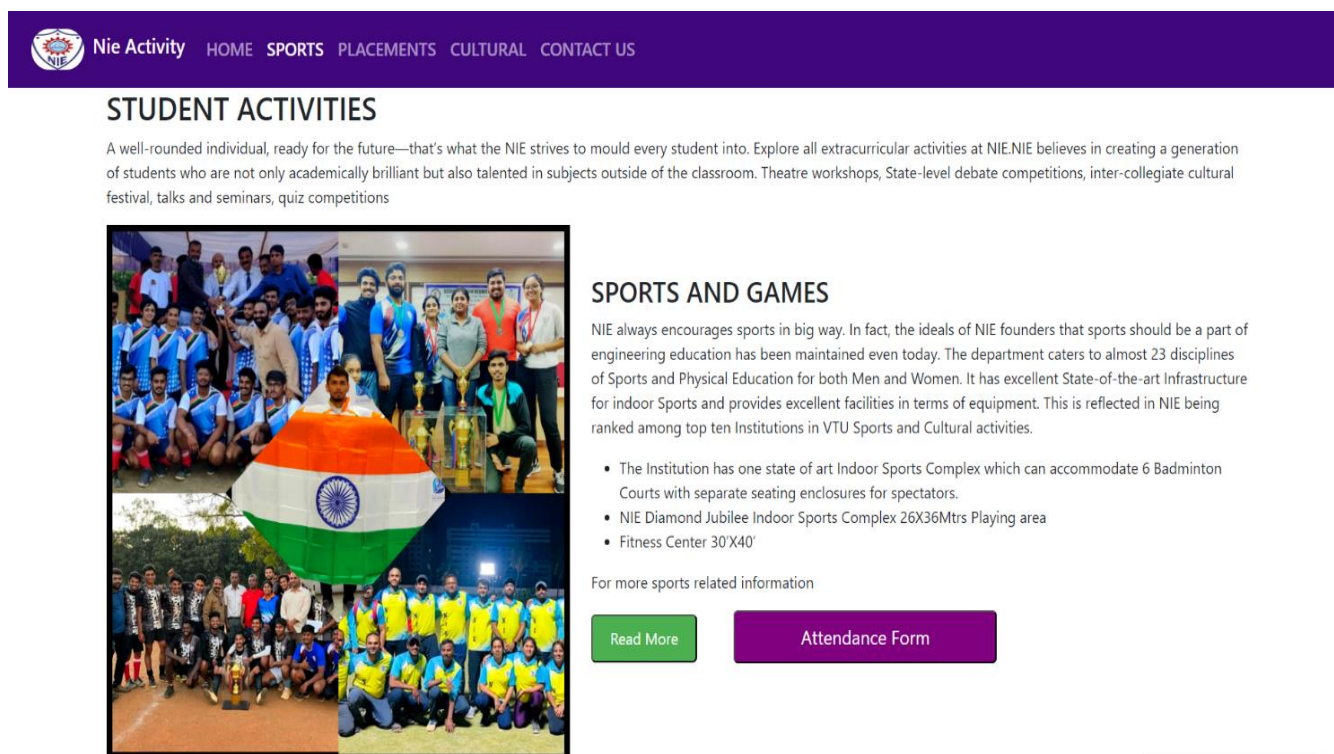 NIE
Nie Activity HOME SPORTS PLACEMENTS CULTURAL CONTACT US
STUDENT ACTIVITIES
A well-rounded individual, ready for the future—that's what the NIE strives to mould every student into. Explore all extracurricular activities at NIE.NIE believes in creating a generation
of students who are not only academically brilliant but also talented in subjects outside of the classroom. Theatre workshops, State-level debate competitions, inter-collegiate cultural
festival, talks and seminars, quiz competitions
SPORTS AND GAMES
NIE always encourages sports in big way. In fact, the ideals of NIE founders that sports should be a part of
engineering education has been maintained even today. The department caters to almost 23 disciplines
of Sports and Physical Education for both Men and Women. It has excellent State-of-the-art Infrastructure
for indoor Sports and provides excellent facilities in terms of equipment. This is reflected in NIE being
ranked among top ten Institutions in VTU Sports and Cultural activities.
• The Institution has one state of art Indoor Sports Complex which can accommodate 6 Badminton
Courts with separate seating enclosures for spectators.
• NIE Diamond Jubilee Indoor Sports Complex 26X36Mtrs Playing area
• Fitness Center 30'X40'
For more sports related information
Read More
Attendance Form